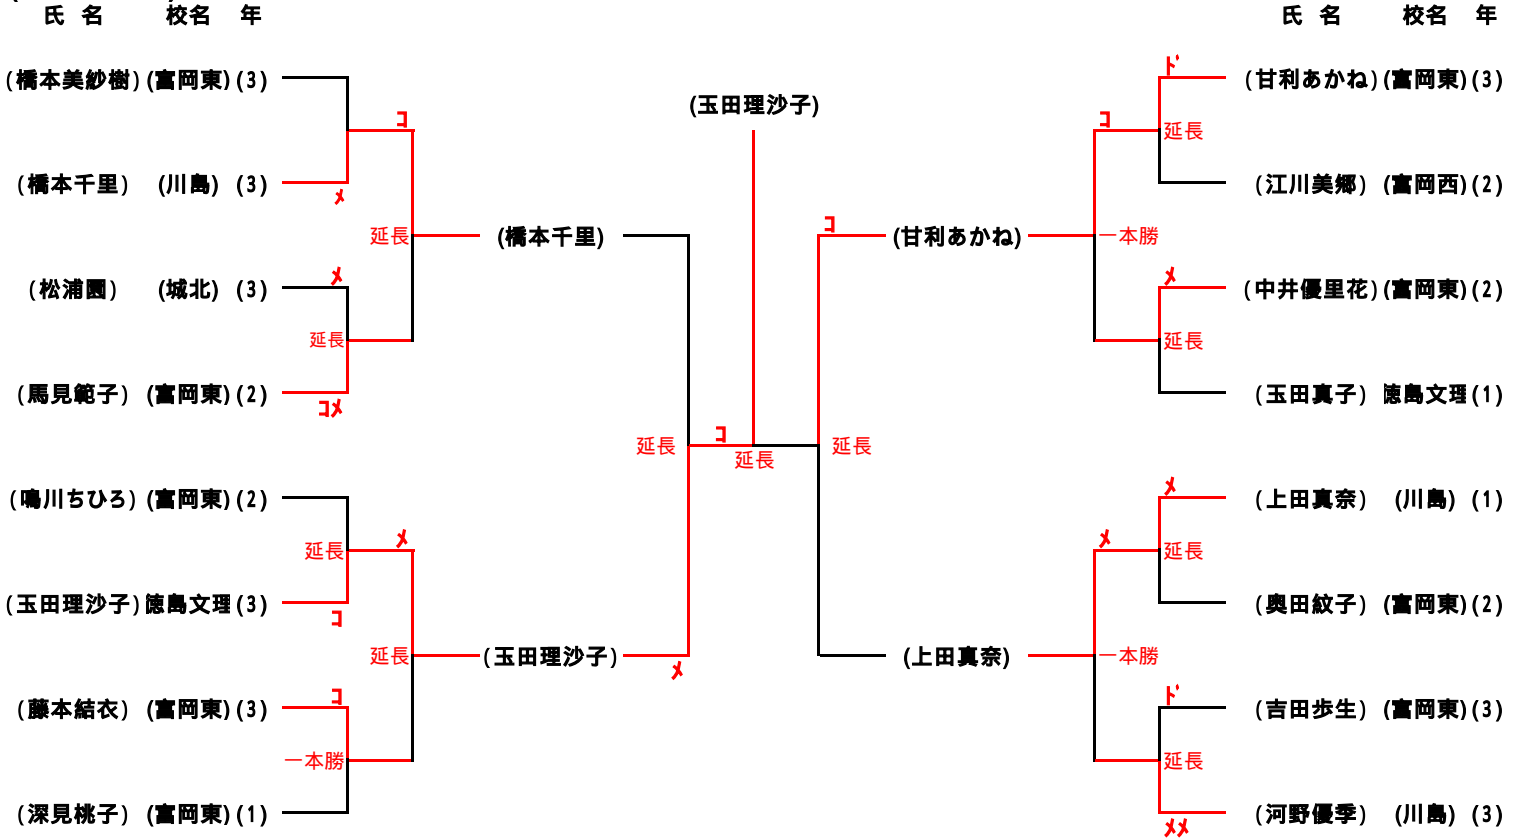 氏 名 校名 年
氏 名 校名 年
ド
(橋本美紗樹) (富岡東) (3)
(甘利あかね) (富岡東) (3)
(玉田理沙子)
コ
コ
延長
(橋本千里) (川島) (3)
(江川美郷) (富岡西) (2)
メ
コ
延長
(橋本千里)
(甘利あかね)
一本勝
メ
メ
(松浦園) (城北) (3)
(中井優里花) (富岡東) (2)
延長
延長
(馬見範子) (富岡東) (2)
(玉田真子) 徳島文理 (1)
コメ
コ
延長
延長
延長
メ
(鳴川ちひろ) (富岡東) (2)
(上田真奈) (川島) (1)
メ
メ
延長
延長
(玉田理沙子) 徳島文理 (3)
(奥田紋子) (富岡東) (2)
コ
延長
(玉田理沙子)
(上田真奈)
一本勝
メ
コ
ド
(藤本結衣) (富岡東) (3)
(吉田歩生) (富岡東) (3)
一本勝
延長
(深見桃子) (富岡東) (1)
(河野優季) (川島) (3)
メメ